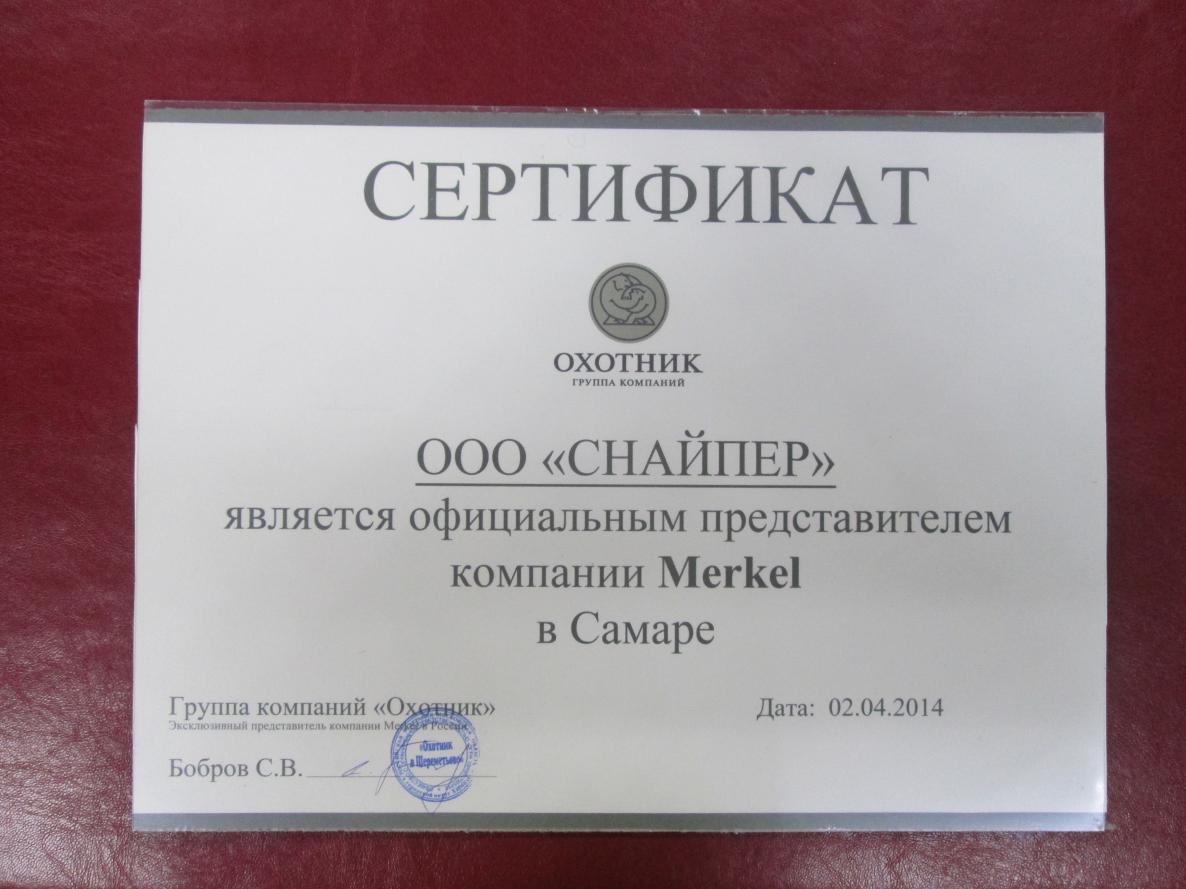 СЕРТИФИКАТ
ОХОТНИК
ГРУППА КОМПАНИЙ
ООО «СНАЙПЕР»
является официальным представителем
компании Merkel
в Самаре
Группа компаний «Охотник»
Эксклюзивный представитель компании Merkel в России
Дата: 02.04.2014
Бобров С.В.
«Охотник
в Шереметьево»